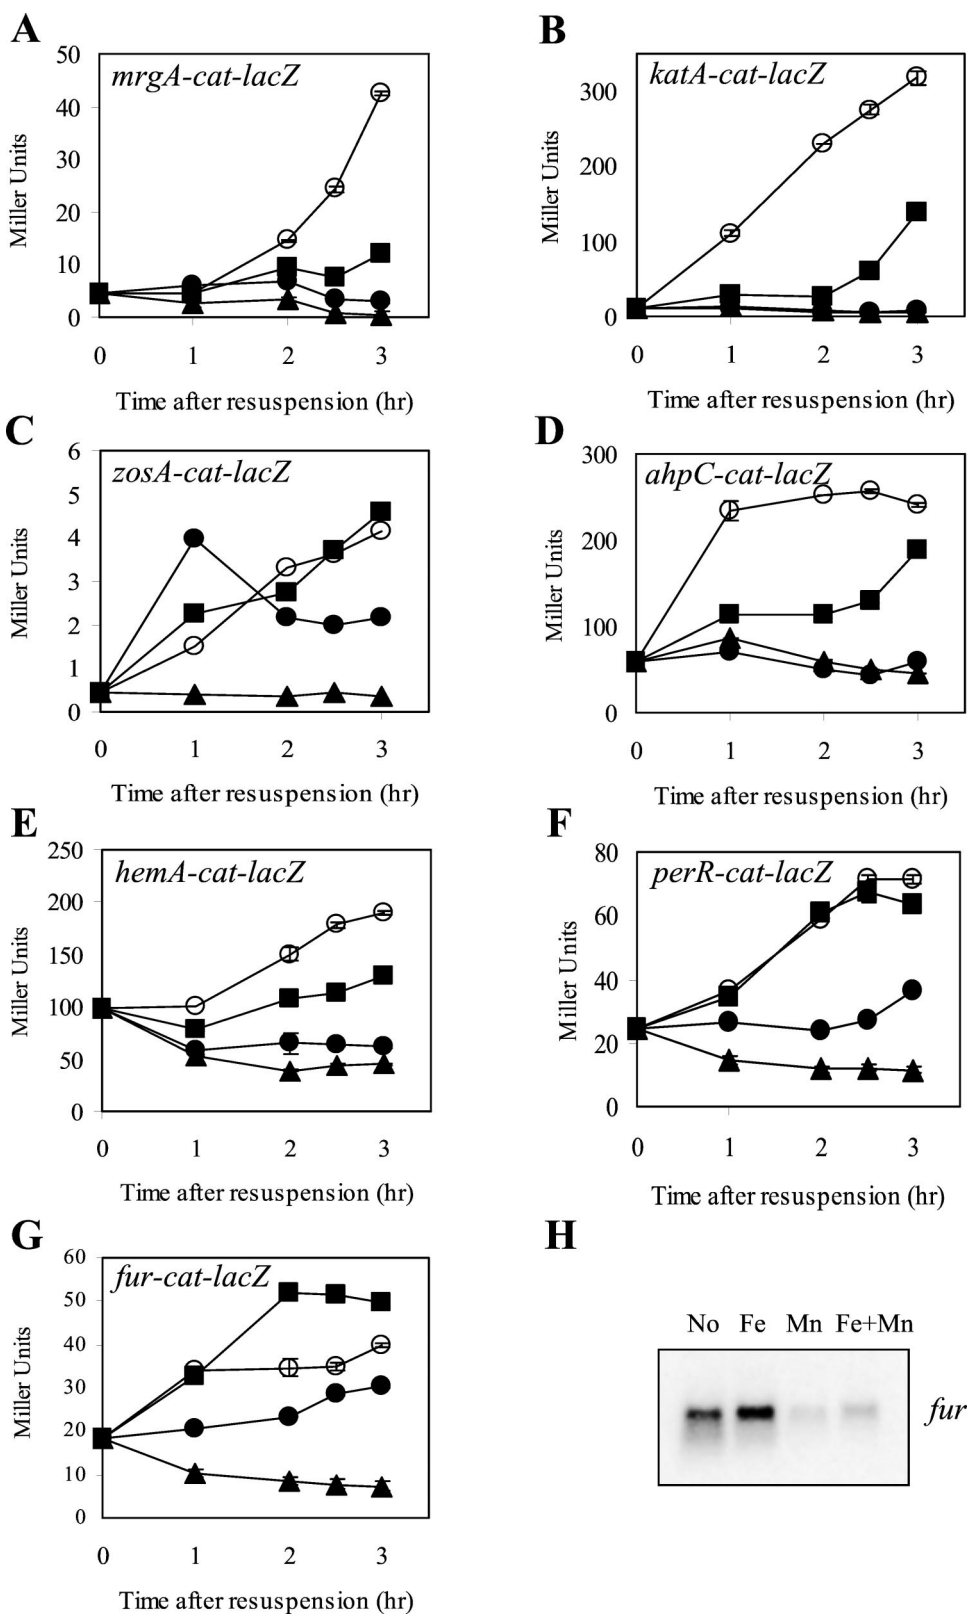 A
mrgA-cat-lacZ
50
40
30
20
10
0
Miller Units
0 1 2 3
Time after resuspension (hr)
B
katA-cat-lacZ
300
200
100
0
Miller Units
0 1 2 3
Time after resuspension (hr)
C
zosA-cat-lacZ
6
5
4
3
2
1
0
Miller Units
0 1 2 3
Time after resuspension (hr)
D
ahpC-cat-lacZ
300
200
100
0
Miller Units
0 1 2 3
Time after resuspension (hr)
E
hemA-cat-lacZ
250
200
150
100
50
0
Miller Units
0 1 2 3
Time after resuspension (hr)
F
perR-cat-lacZ
80
60
40
20
0
Miller Units
0 1 2 3
Time after resuspension (hr)
G
fur-cat-lacZ
60
50
40
30
20
10
0
Miller Units
0 1 2 3
Time after resuspension (hr)
H
No Fe Mn Fe+Mn
fur